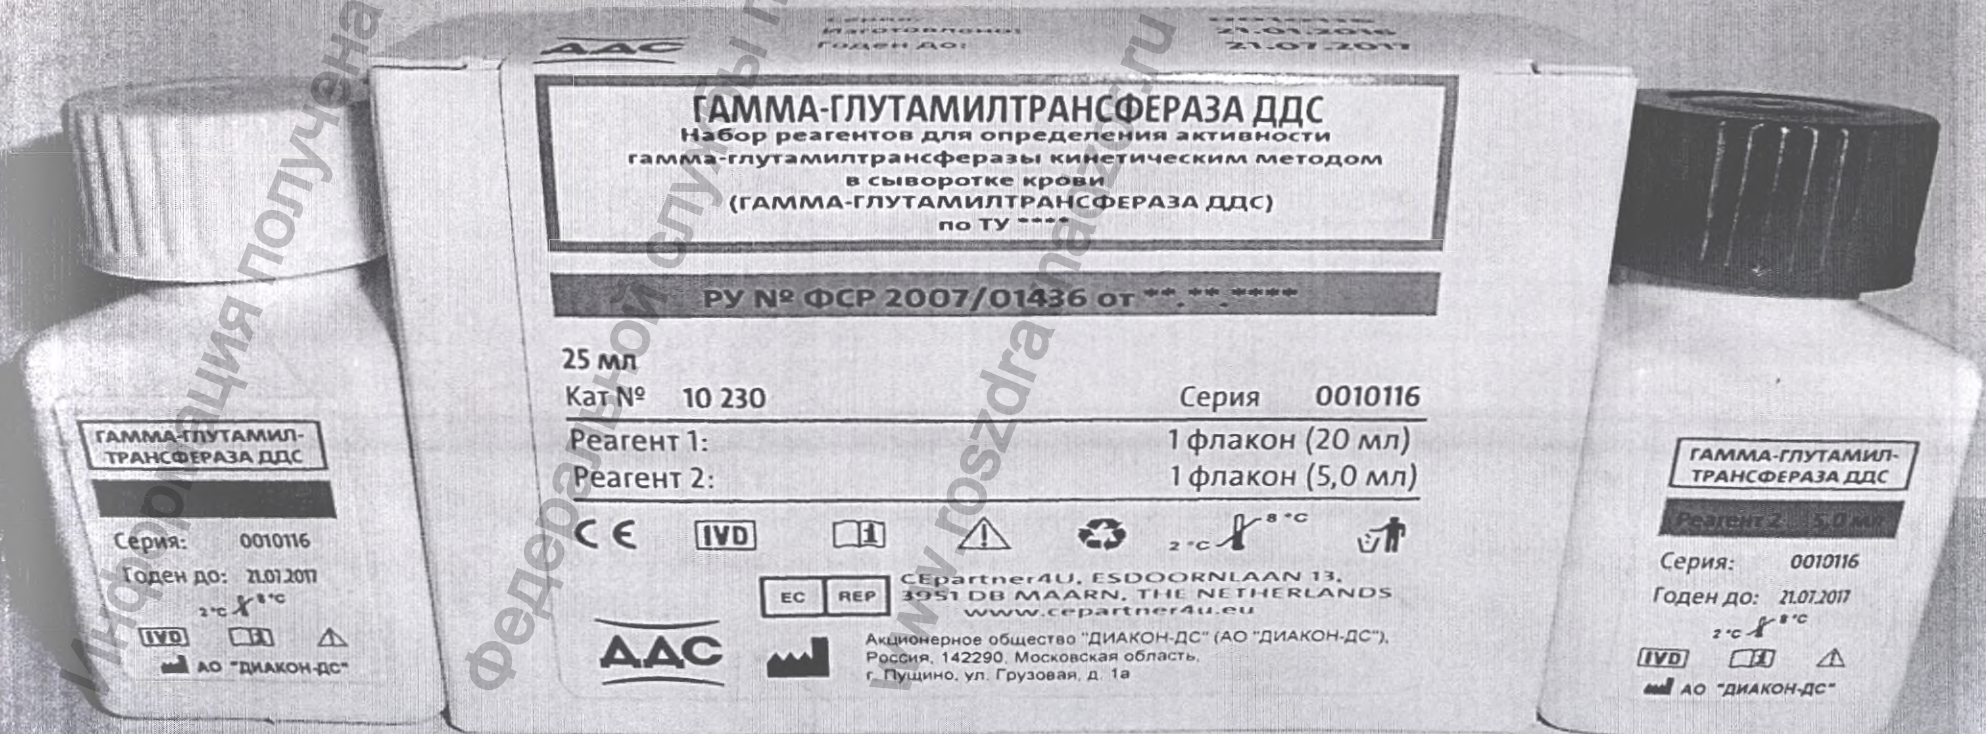 ДДС
Серия: 0010116
Изготовлено: 21.01.2016
Годен до: 21.07.2017
ГАММА-ГЛУТАМИЛТРАНСФЕРАЗА ДДС
Набор реагентов для определения активности
гамма-глутамилтрансферазы кинетическим методом
в сыворотке крови
(ГАММА-ГЛУТАМИЛТРАНСФЕРАЗА ДДС)
по ТУ ****
РУ № ФСР 2007/01436 от **.**.****
25 мл
Кат № 10 230 Серия 0010116
Реагент 1: 1 флакон (20 мл)
Реагент 2: 1 флакон (5,0 мл)
CE IVD 2 °C 8 °C
EC REP
CEpartner4U, ESDOORNLAAN 13,
3951 DB MAARN, THE NETHERLANDS
www.cepartner4u.eu
ДДС
Акционерное общество "ДИАКОН-ДС" (АО "ДИАКОН-ДС"),
Россия, 142290, Московская область,
г. Пущино, ул. Грузовая, д. 1а
ГАММА-ГЛУТАМИЛ-
ТРАНСФЕРАЗА ДДС
Серия: 0010116
Годен до: 21.07.2017
2 °C 8 °C
IVD
АО "ДИАКОН-ДС"
ГАММА-ГЛУТАМИЛ-
ТРАНСФЕРАЗА ДДС
Реагент 2 5,0 мл
Серия: 0010116
Годен до: 21.07.2017
2 °C 8 °C
IVD
АО "ДИАКОН-ДС"
Информация получена
Федеральной службы
www.roszdravnadzor.ru